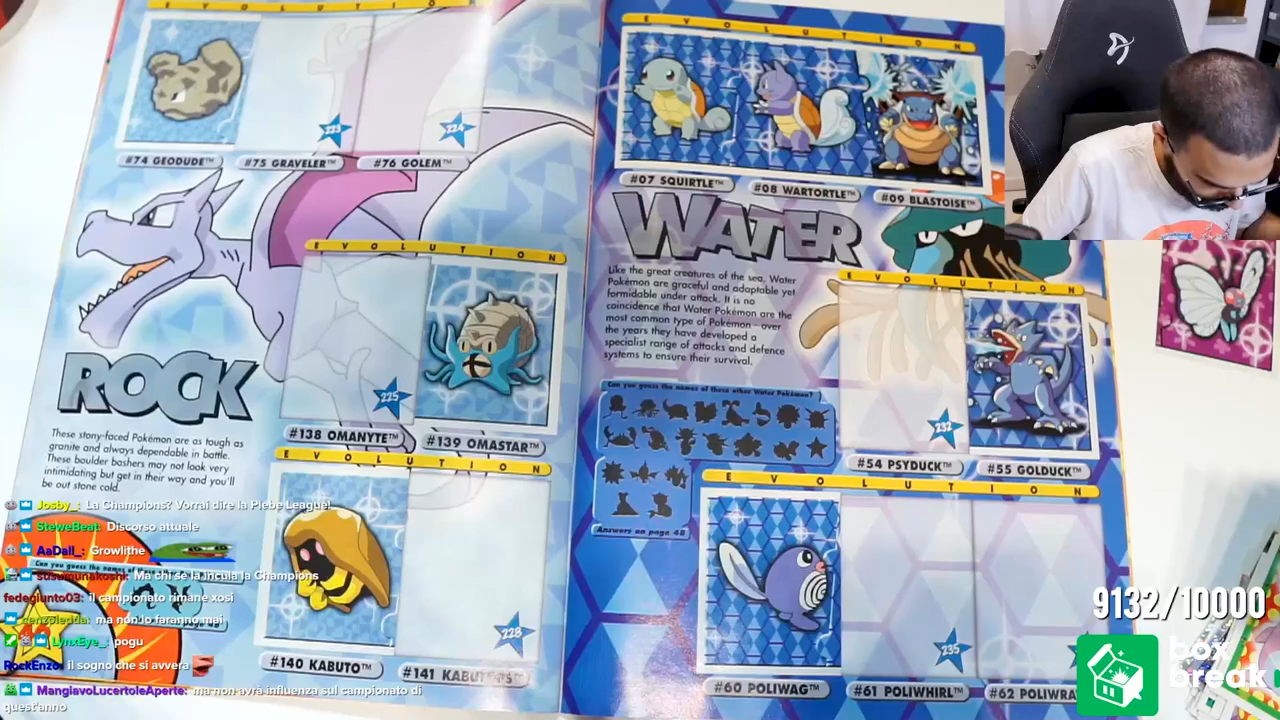 EVOLUTION
223
224
#74 GEODUDE™
#75 GRAVELER™
#76 GOLEM™
EVOLUTION
225
#138 OMANYTE™
#139 OMASTAR™
ROCK
These stony-faced Pokémon are as tough as
granite and always dependable in battle.
These boulder bashers may not look very
intimidating but get in their way and you'll
be out stone cold.
EVOLUTION
228
#140 KABUTO™
EVOLUTION
#07 SQUIRTLE™
#08 WARTORTLE™
#09 BLASTOISE™
WATER
Like the great creatures of the sea, Water
Pokémon are graceful and adaptable yet
formidable under attack. It is no
coincidence that Water Pokémon are the
most common type of Pokémon – over
the years they have developed a
specialist range of attacks and defence
systems to ensure their survival.
Can you guess the names of these other Water Pokémon?
Answers on page 48
EVOLUTION
232
#54 PSYDUCK™
#55 GOLDUCK™
EVOLUTION
235
#60 POLIWAG™
#61 POLIWHIRL™
#62 POLIWRA
Josby_: La Champions? Vorrai dire la Plebe League!
SteweBeat: Discorso attuale
AaDall_: Growlithe
Ma chi se la incula la Champions
fedegiunto03: il campionato rimane xosi
cenzoledda: ma non lo faranno mai
LynxEye_: pogu
RockEnzo: il sogno che si avvera
MangiavoLucertoleAperte: ma non avrà influenza sul campionato di
quest'anno
9132/10000
box
break